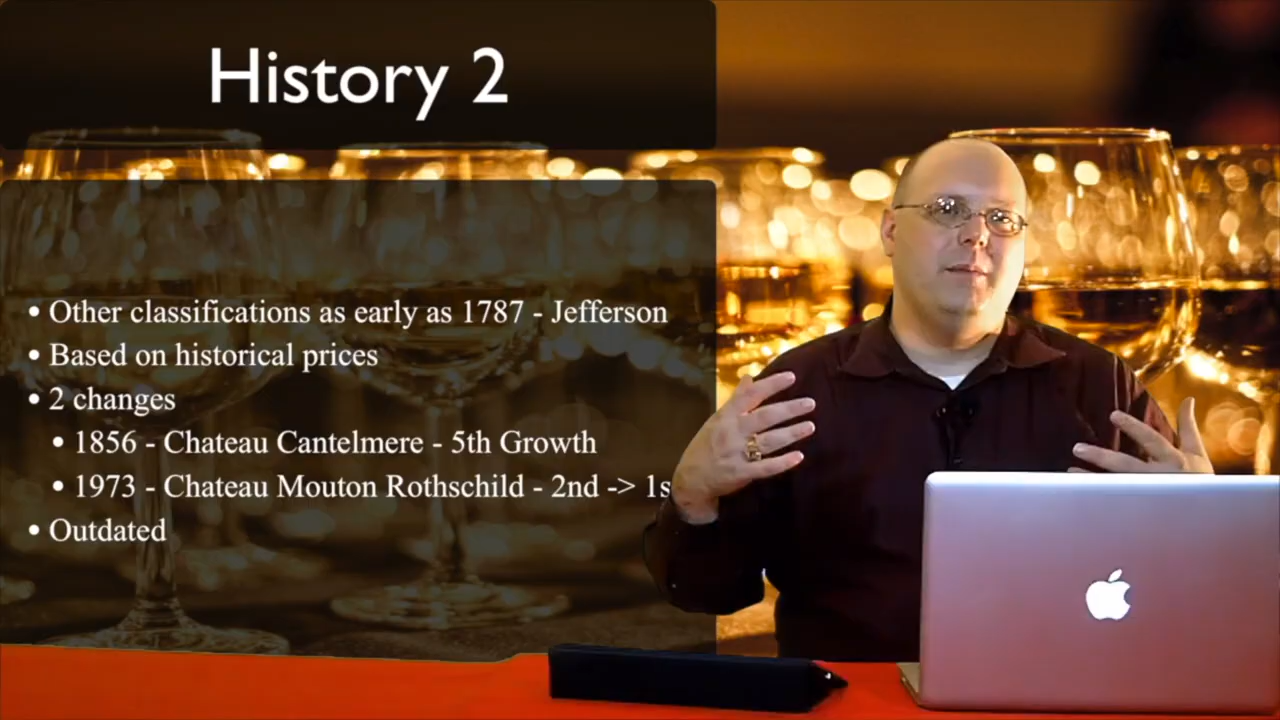 History 2
• Other classifications as early as 1787 - Jefferson
• Based on historical prices
• 2 changes
• 1856 - Chateau Cantelmere - 5th Growth
• 1973 - Chateau Mouton Rothschild - 2nd -> 1s
• Outdated